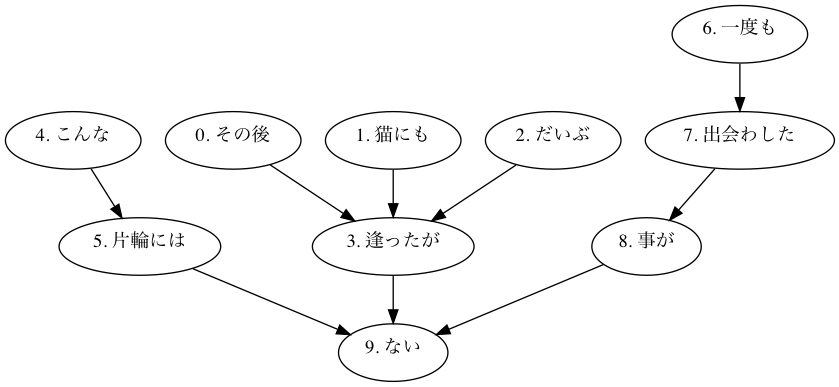 6. 一度も
4. こんな
0. その後
1. 猫にも
2. だいぶ
7. 出会わした
5. 片輪には
3. 逢ったが
8. 事が
9. ない